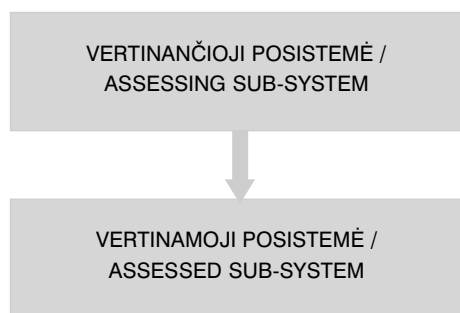 VERTINANČIOJI POSISTEMĖ /
ASSESSING SUB-SYSTEM
VERTINAMOJI POSISTEMĖ /
ASSESSED SUB-SYSTEM